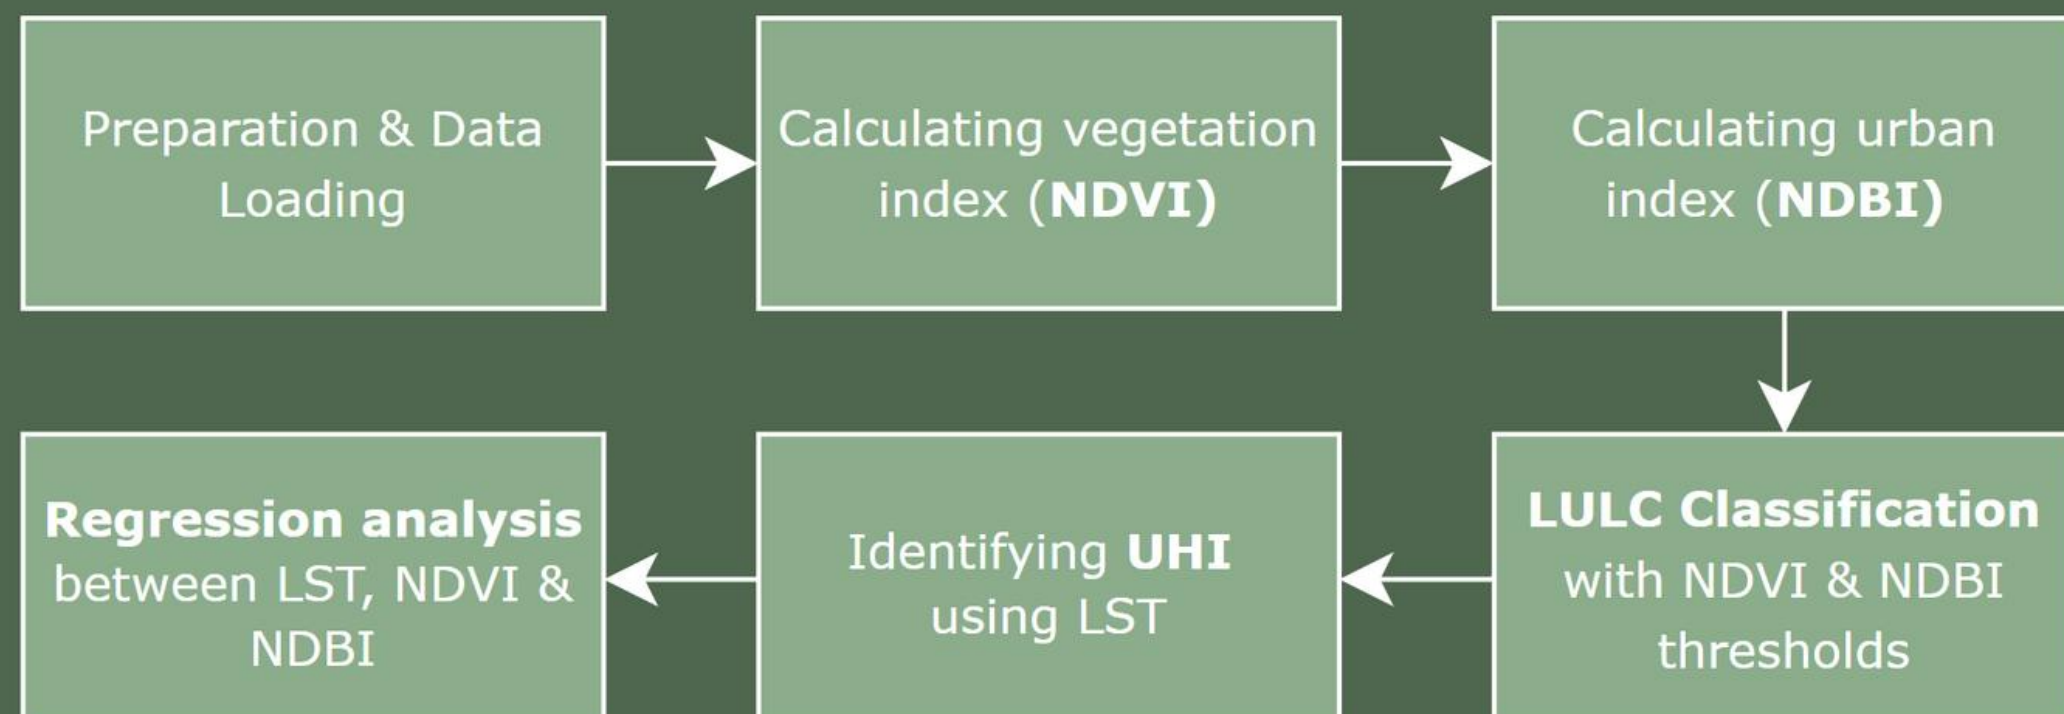 Preparation & Data
Loading
Calculating vegetation
index (NDVI)
Calculating urban
index (NDBI)
LULC Classification
with NDVI & NDBI
thresholds
Identifying UHI
using LST
Regression analysis
between LST, NDVI &
NDBI